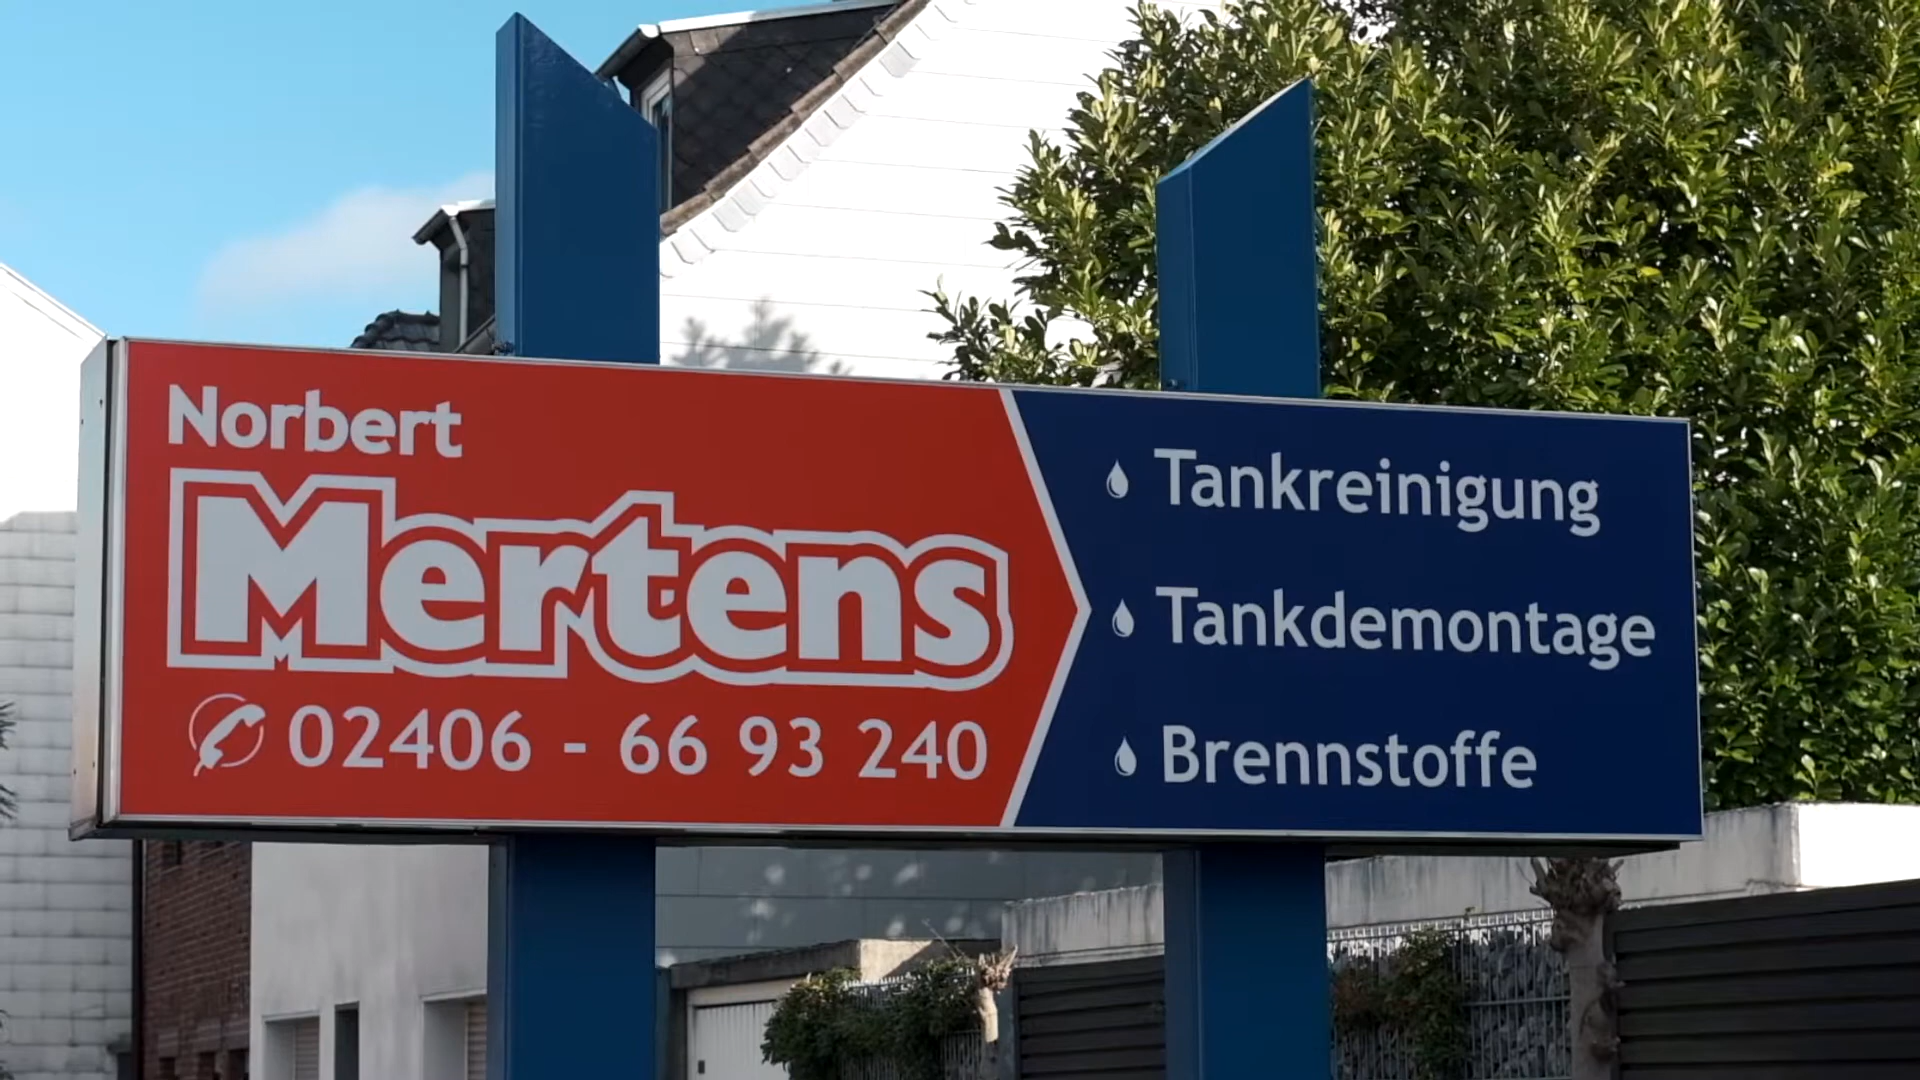 Norbert
Mertens
02406 - 66 93 240
Tankreinigung
Tankdemontage
Brennstoffe